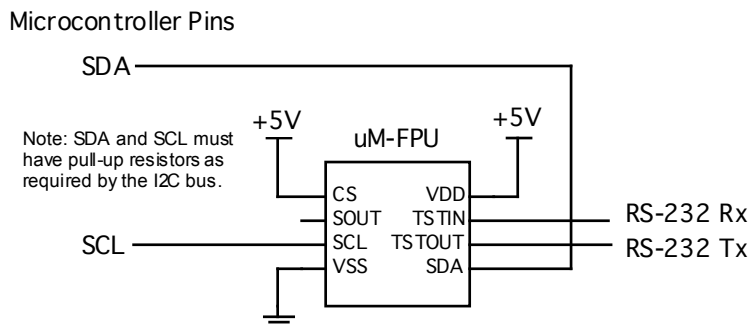 Microcontroller Pins
SDA
Note: SDA and SCL must
have pull-up resistors as
required by the I2C bus.
+5V
uM-FPU
+5V
CS
VDD
SOUT
TSTIN
RS-232 Rx
SCL
SCL
TSTOUT
RS-232 Tx
VSS
SDA